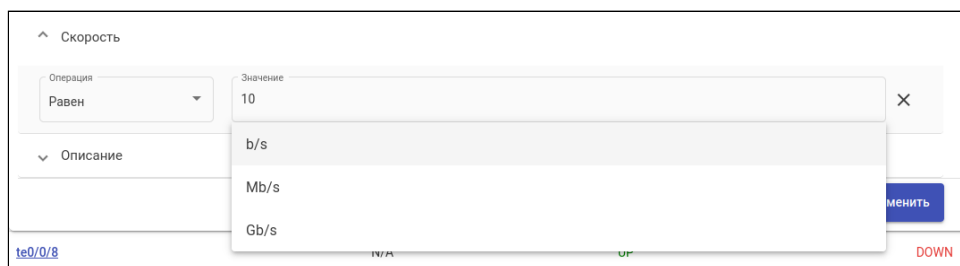 Скорость
Операция
Равен
Значение
10
b/s
Mb/s
Gb/s
Описание
менить
te0/0/8 N/A UP DOWN